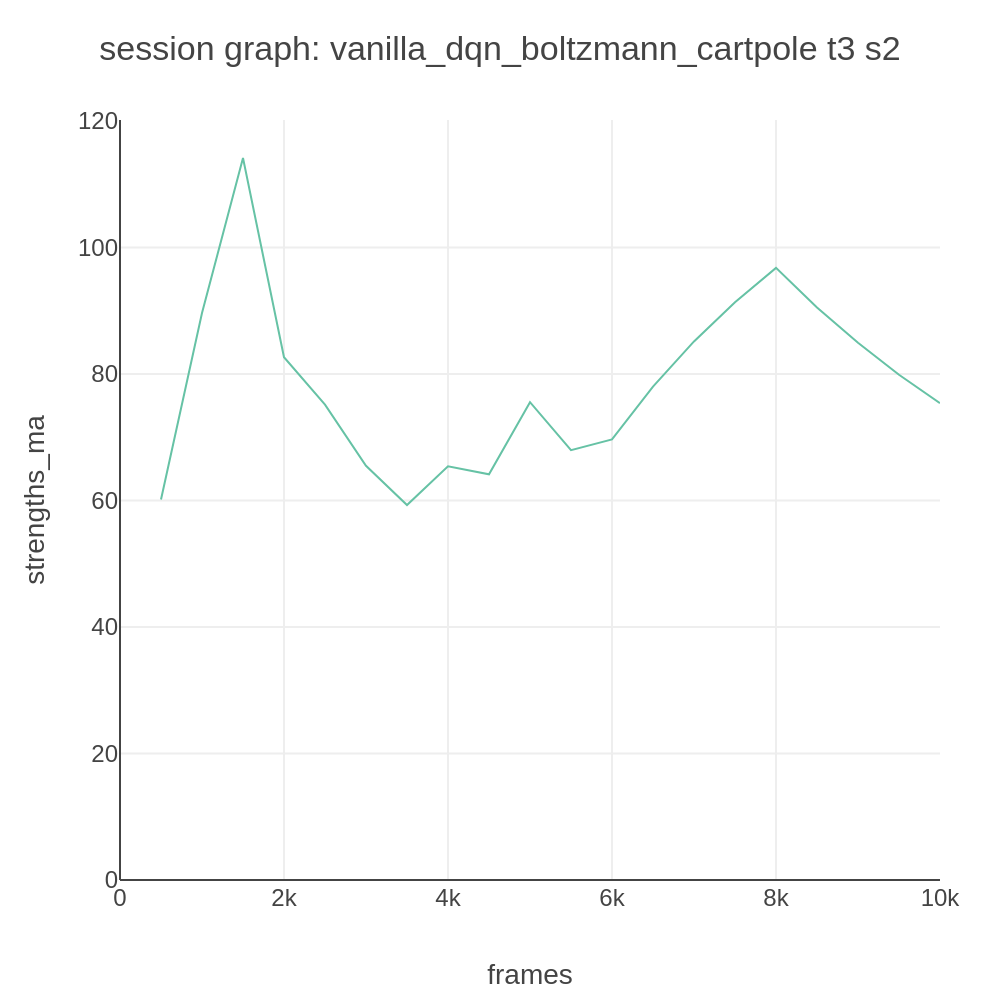 session graph: vanilla_dqn_boltzmann_cartpole t3 s2
120
100
80
60
40
20
0
strengths_ma
0 2k 4k 6k 8k 10k
frames